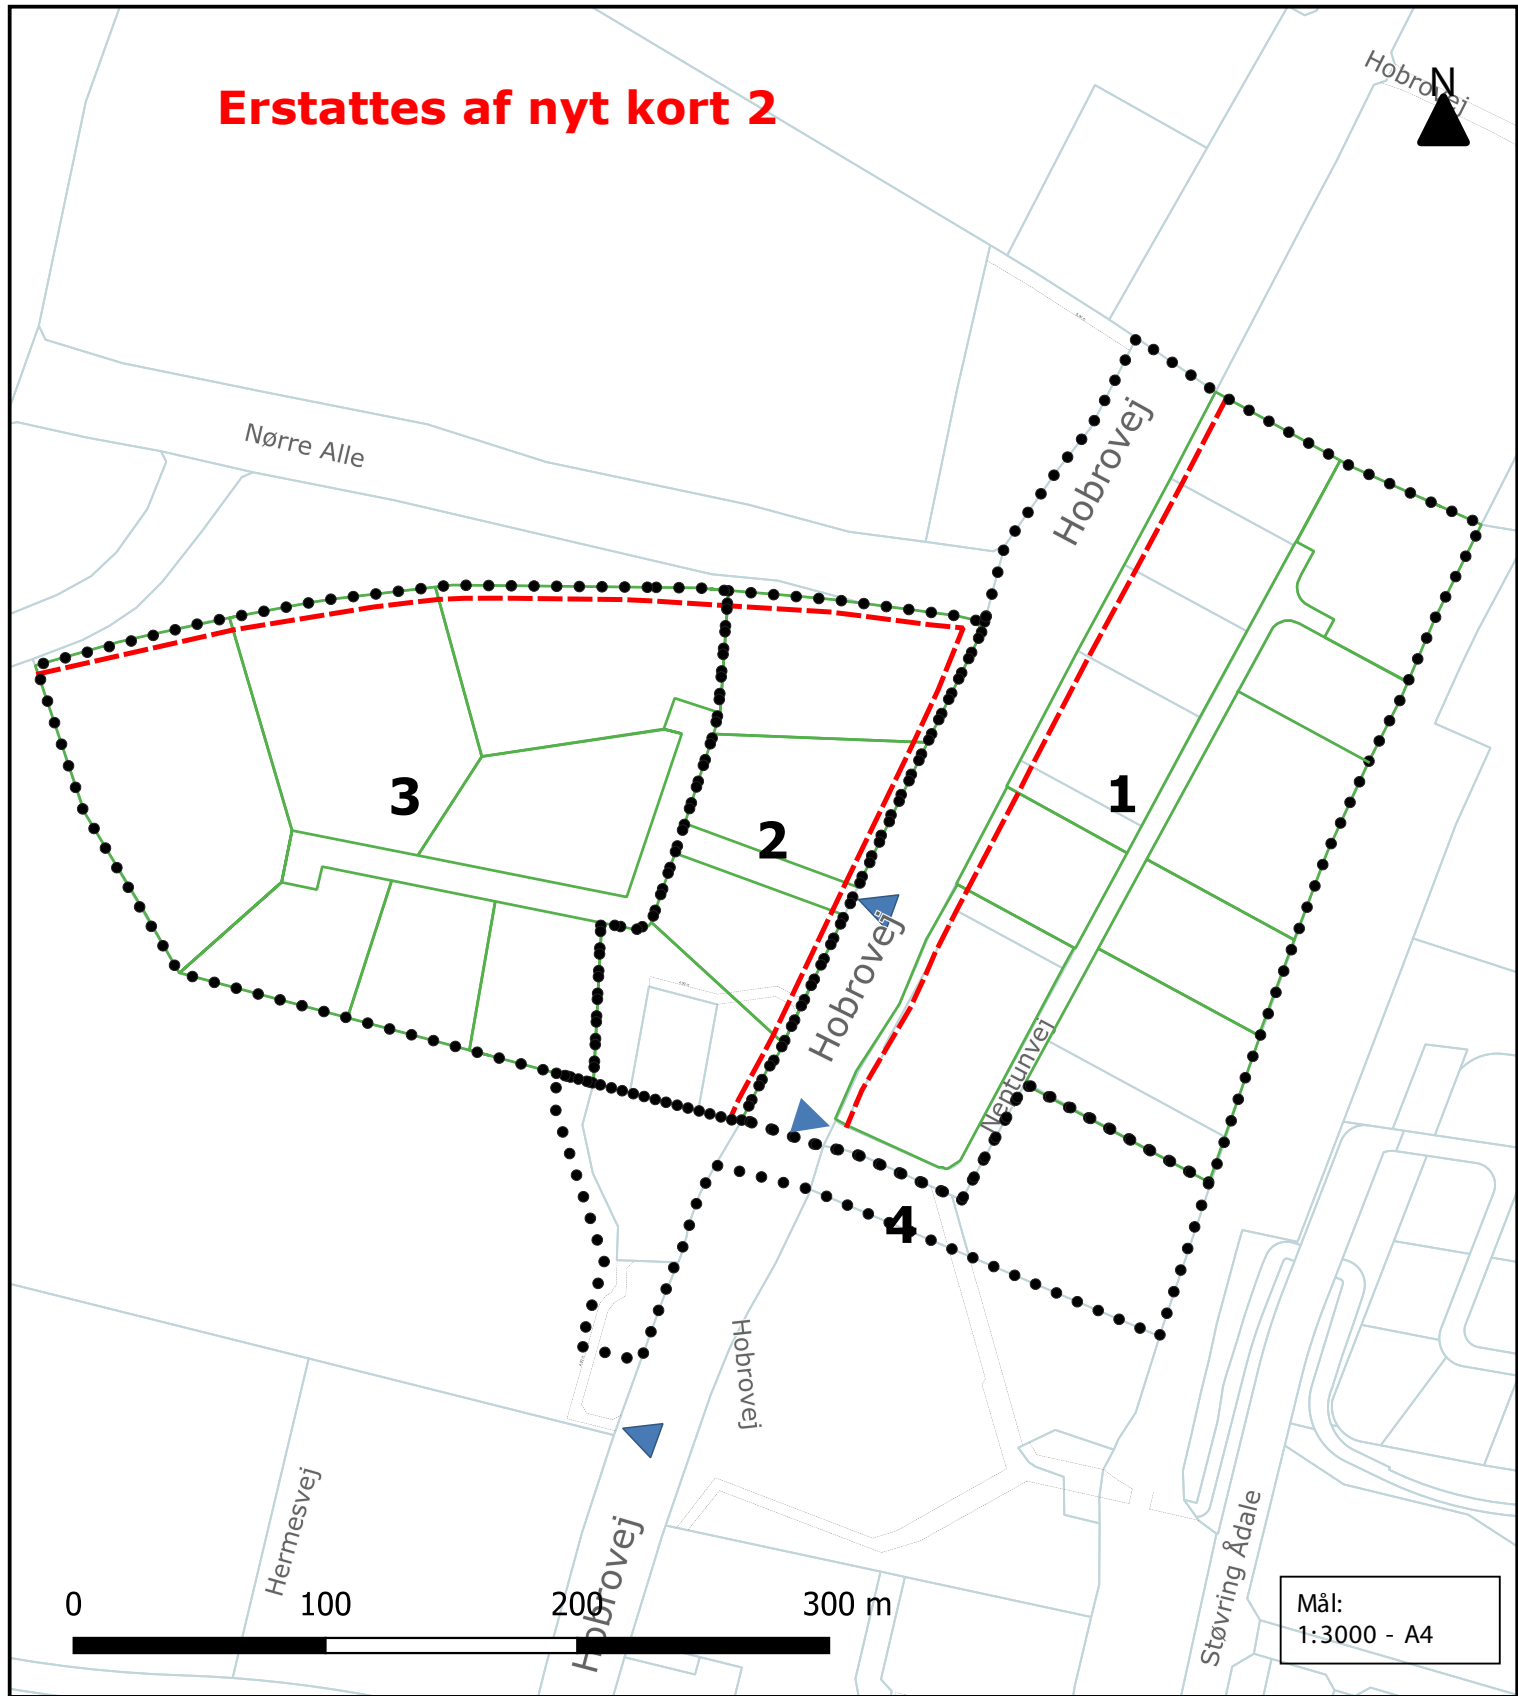 Erstattes af nyt kort 2
Hobrovej
N
Nørre Alle
Hobrovej
3
2
1
Hobrovej
Neptunvej
4
Hobrovej
Hermesvej
Hobrovej
Støvring Ådale
0 100 200 300 m
Mål:
1:3000 - A4